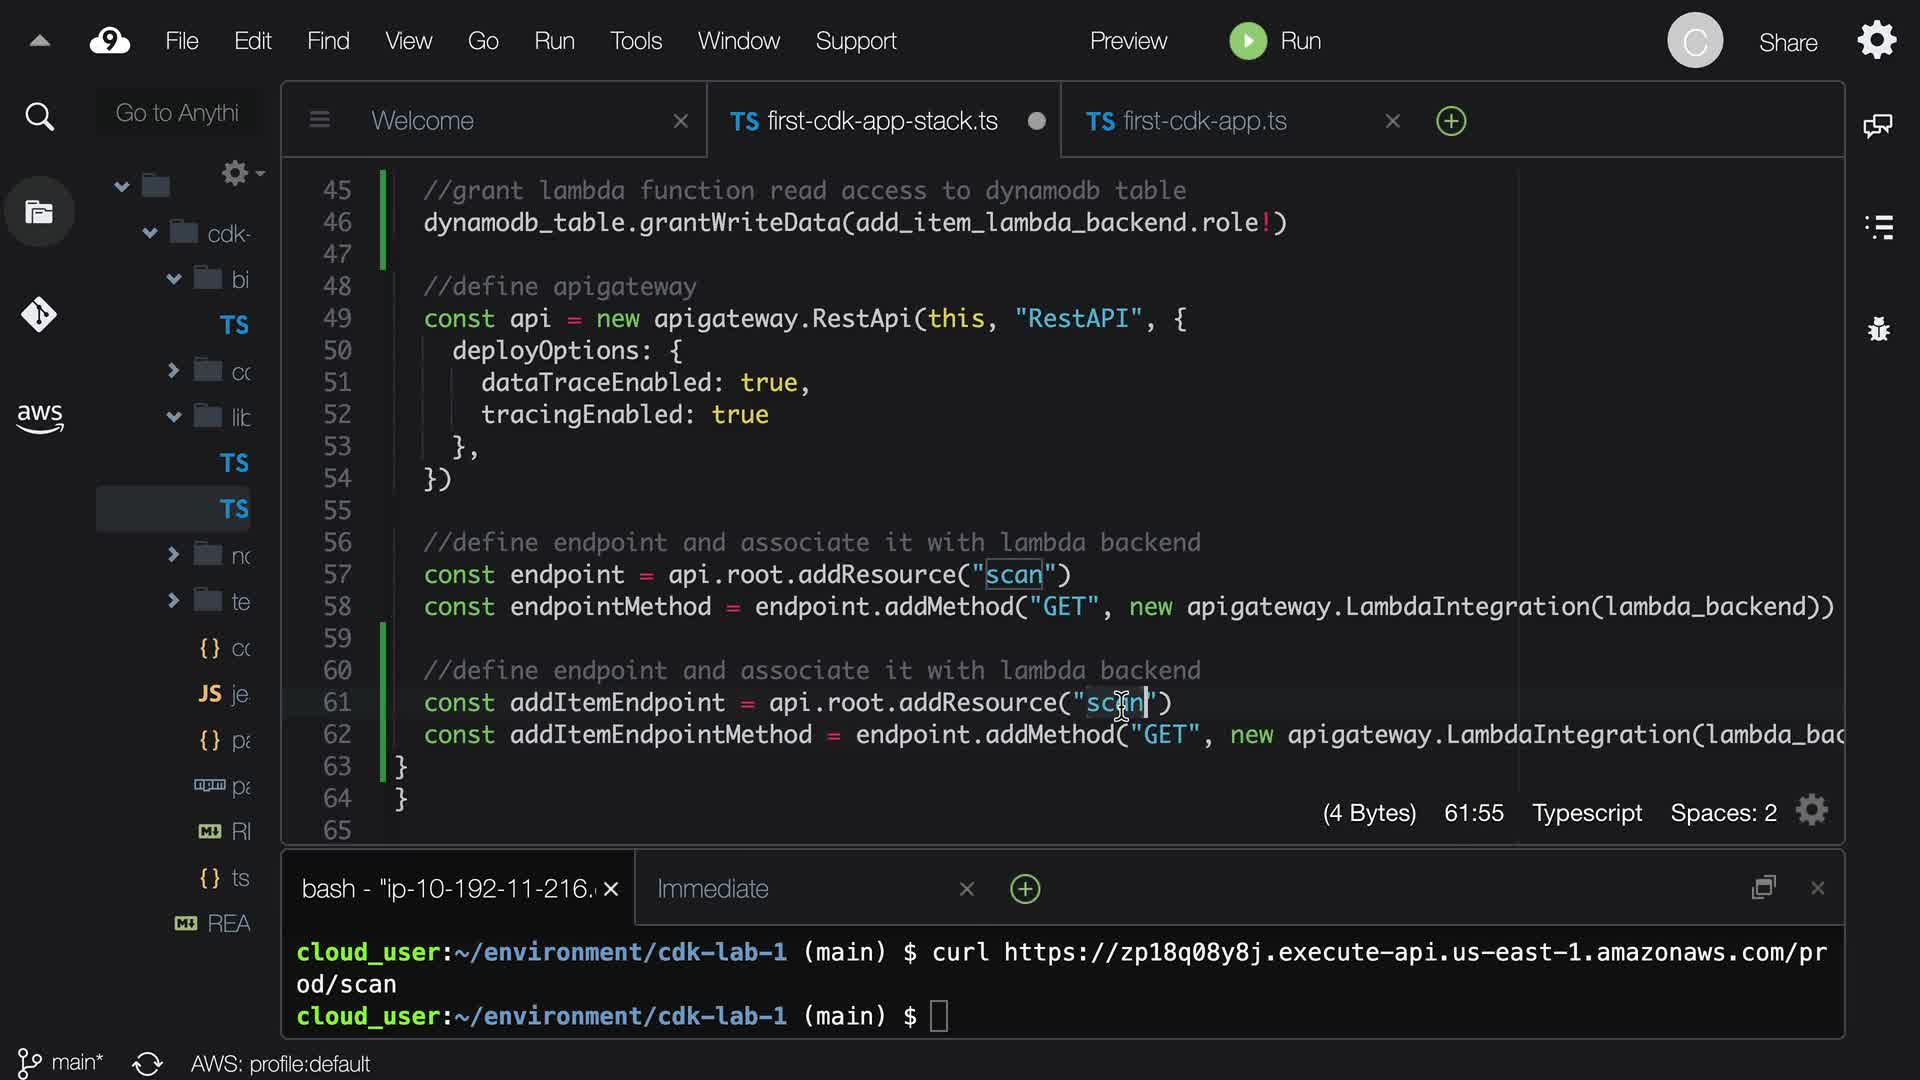 9 File Edit Find View Go Run Tools Window Support Preview Run C Share
Go to Anythi
Welcome
TS first-cdk-app-stack.ts
TS first-cdk-app.ts
cdk-
bi
TS
cc
lib
TS
TS
nc
te
{} cc
JS je
{} pa
npm pa
M↓ RI
{} ts
M↓ REA
aws
45 //grant lambda function read access to dynamodb table
46 dynamodb_table.grantWriteData(add_item_lambda_backend.role!)
47
48 //define apigateway
49 const api = new apigateway.RestApi(this, "RestAPI", {
50 deployOptions: {
51 dataTraceEnabled: true,
52 tracingEnabled: true
53 },
54 })
55
56 //define endpoint and associate it with lambda backend
57 const endpoint = api.root.addResource("scan")
58 const endpointMethod = endpoint.addMethod("GET", new apigateway.LambdaIntegration(lambda_backend))
59
60 //define endpoint and associate it with lambda backend
61 const addItemEndpoint = api.root.addResource("scan")
62 const addItemEndpointMethod = endpoint.addMethod("GET", new apigateway.LambdaIntegration(lambda_bac
63 }
64 }
65
(4 Bytes) 61:55 Typescript Spaces: 2
bash - "ip-10-192-11-216.
Immediate
cloud_user:~/environment/cdk-lab-1 (main) $ curl https://zp18q08y8j.execute-api.us-east-1.amazonaws.com/pr
od/scan
cloud_user:~/environment/cdk-lab-1 (main) $
main* AWS: profile:default